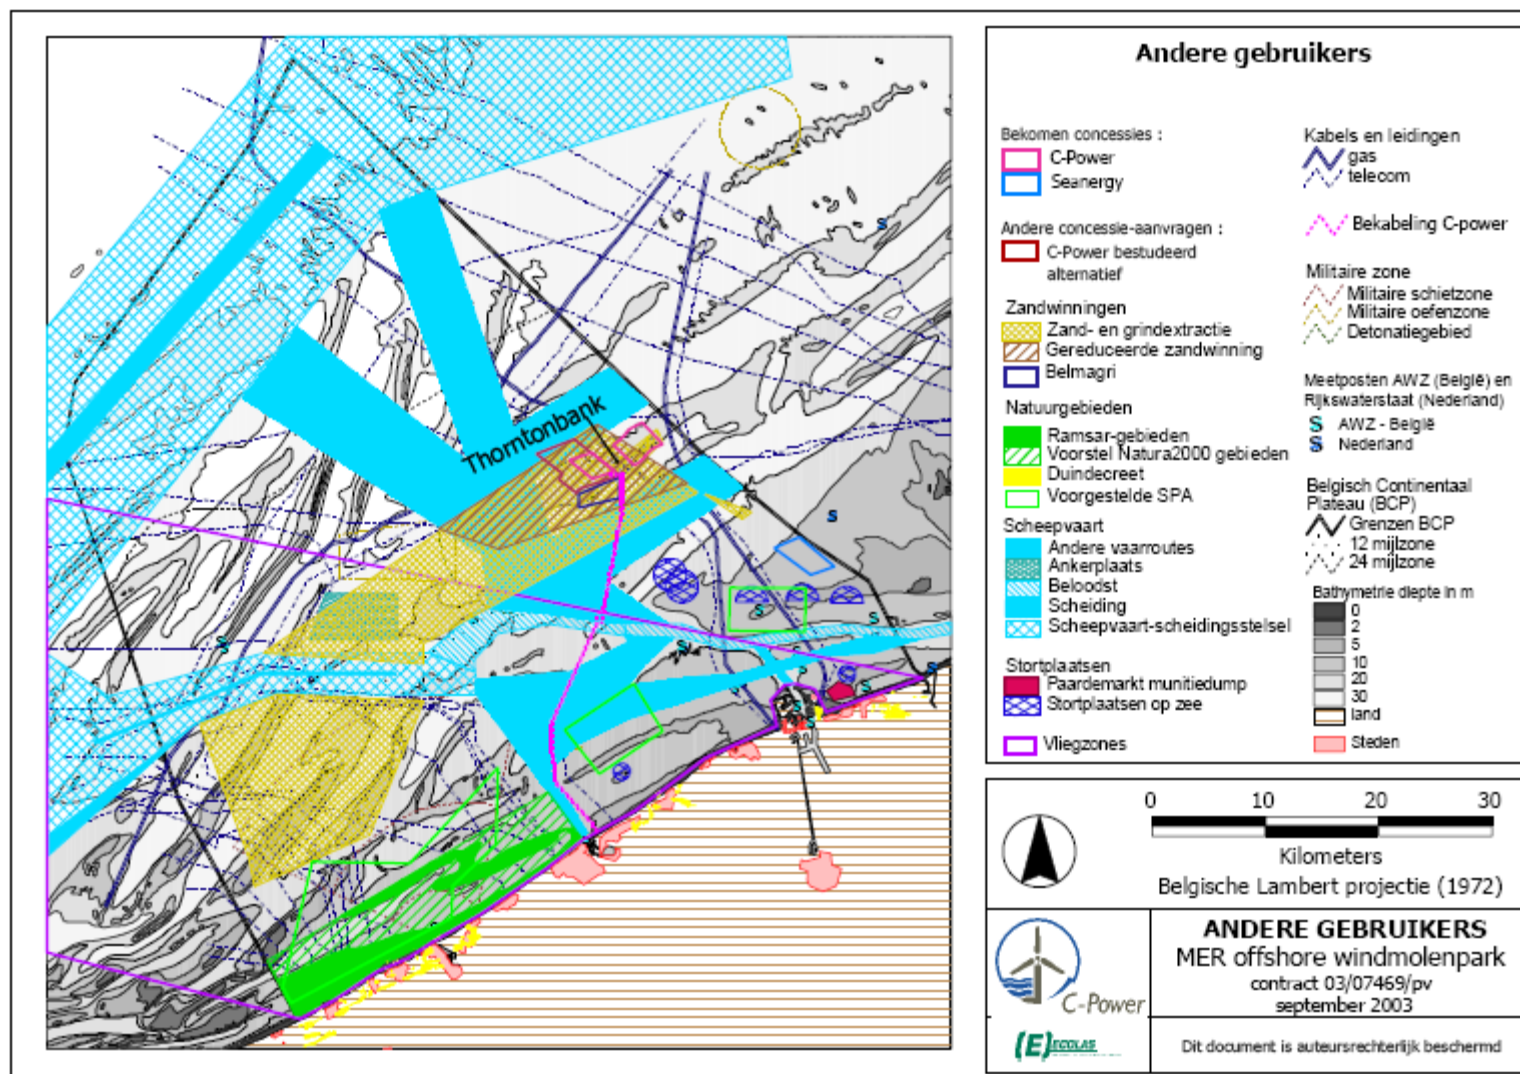 Thorntonbank
Andere gebruikers
Bekomen concessies :
C-Power
Seanergy
Andere concessie-aanvragen :
C-Power bestudeerd
alternatief
Zandwinningen
Zand- en grindextractie
Gereduceerde zandwinning
Belmagri
Natuurgebieden
Ramsar-gebieden
Voorstel Natura2000 gebieden
Duindecreet
Voorgestelde SPA
Scheepvaart
Andere vaarroutes
Ankerplaats
Beloodst
Scheiding
Scheepvaart-scheidingsstelsel
Stortplaatsen
Paardemarkt munitiedump
Stortplaatsen op zee
Vliegzones
Kabels en leidingen
gas
telecom
Bekabeling C-power
Militaire zone
Militaire schietzone
Militaire oefenzone
Detonatiegebied
Meetposten AWZ (België) en
Rijkswaterstaat (Nederland)
S AWZ - België
S Nederland
Belgisch Continentaal
Plateau (BCP)
Grenzen BCP
12 mijlzone
24 mijlzone
Bathymetrie diepte in m
0
2
5
10
20
30
land
Steden
0 10 20 30
Kilometers
Belgische Lambert projectie (1972)
C-Power
ANDERE GEBRUIKERS
MER offshore windmolenpark
contract 03/07469/pv
september 2003
(E) ECOLAS
Dit document is auteursrechterlijk beschermd